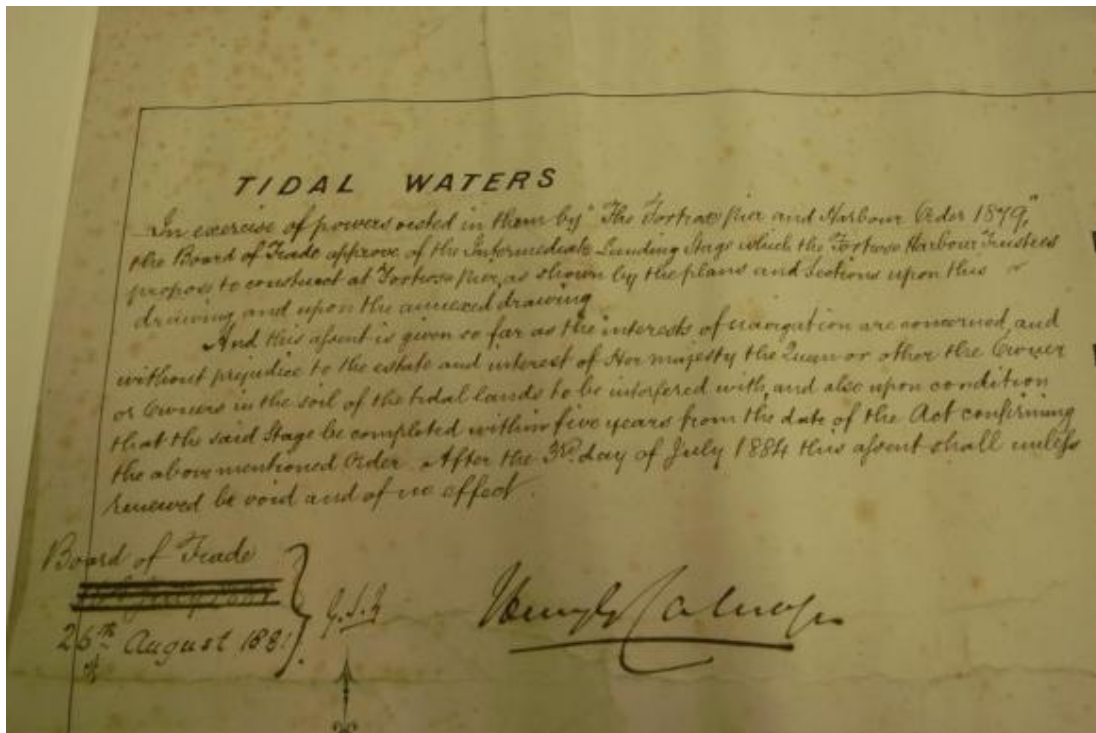 TIDAL WATERS
In exercise of powers vested in them by "The Fortrose Pier and Harbour Order 1879,"
the Board of Trade approve of the Intermediate Landing Stage which the Fortrose Harbour Trustees
propose to construct at Fortrose Pier, as shown by the plans and Sections upon this
drawing and upon the annexed drawing
And this assent is given so far as the interests of navigation are concerned, and
without prejudice to the estate and interest of Her Majesty the Queen or other the Owner
or Owners in the soil of the tidal lands to be interfered with, and also upon condition
that the said Stage be completed within five years from the date of the Act confirming
the above mentioned Order. After the 3rd day of July 1884 this assent shall unless
renewed be void and of no effect.
Board of Trade
26th August 1881